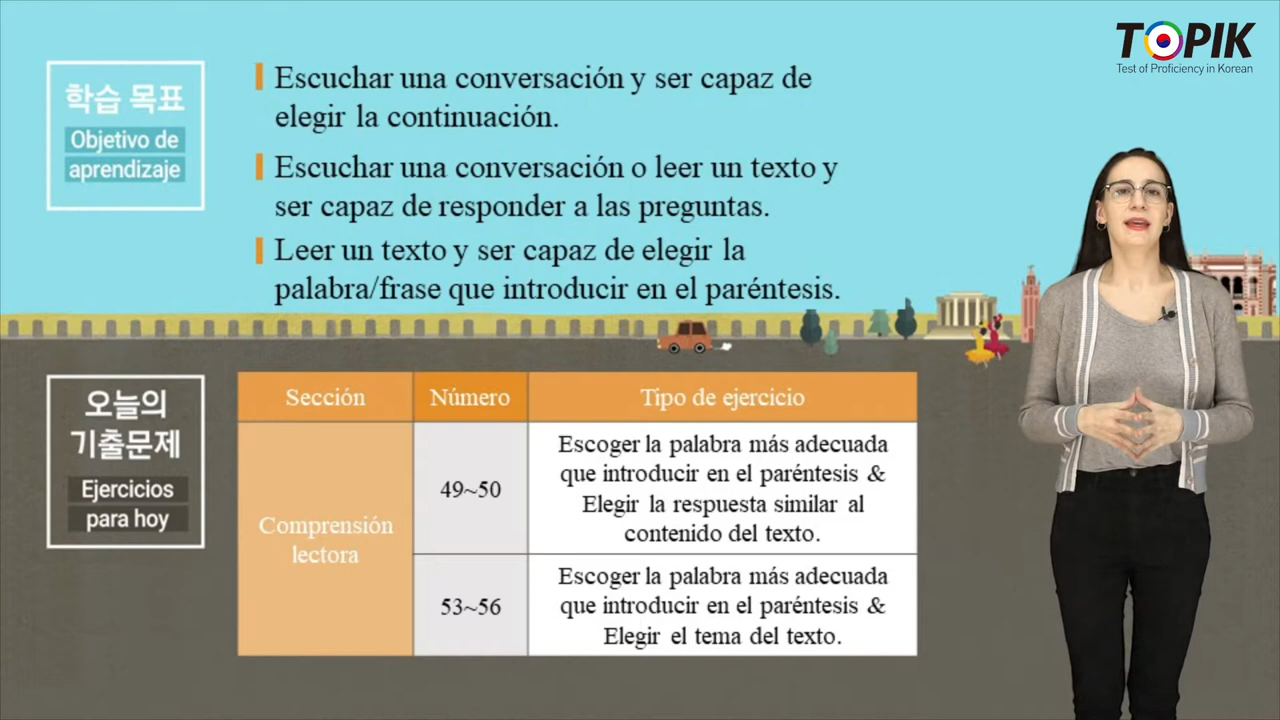 TOPIK
Test of Proficiency in Korean
학습 목표
Objetivo de
aprendizaje
Escuchar una conversación y ser capaz de
elegir la continuación.
Escuchar una conversación o leer un texto y
ser capaz de responder a las preguntas.
Leer un texto y ser capaz de elegir la
palabra/frase que introducir en el paréntesis.
오늘의
기출문제
Ejercicios
para hoy
Sección
Número
Tipo de ejercicio
Comprensión
lectora
49~50
Escoger la palabra más adecuada
que introducir en el paréntesis &
Elegir la respuesta similar al
contenido del texto.
53~56
Escoger la palabra más adecuada
que introducir en el paréntesis &
Elegir el tema del texto.